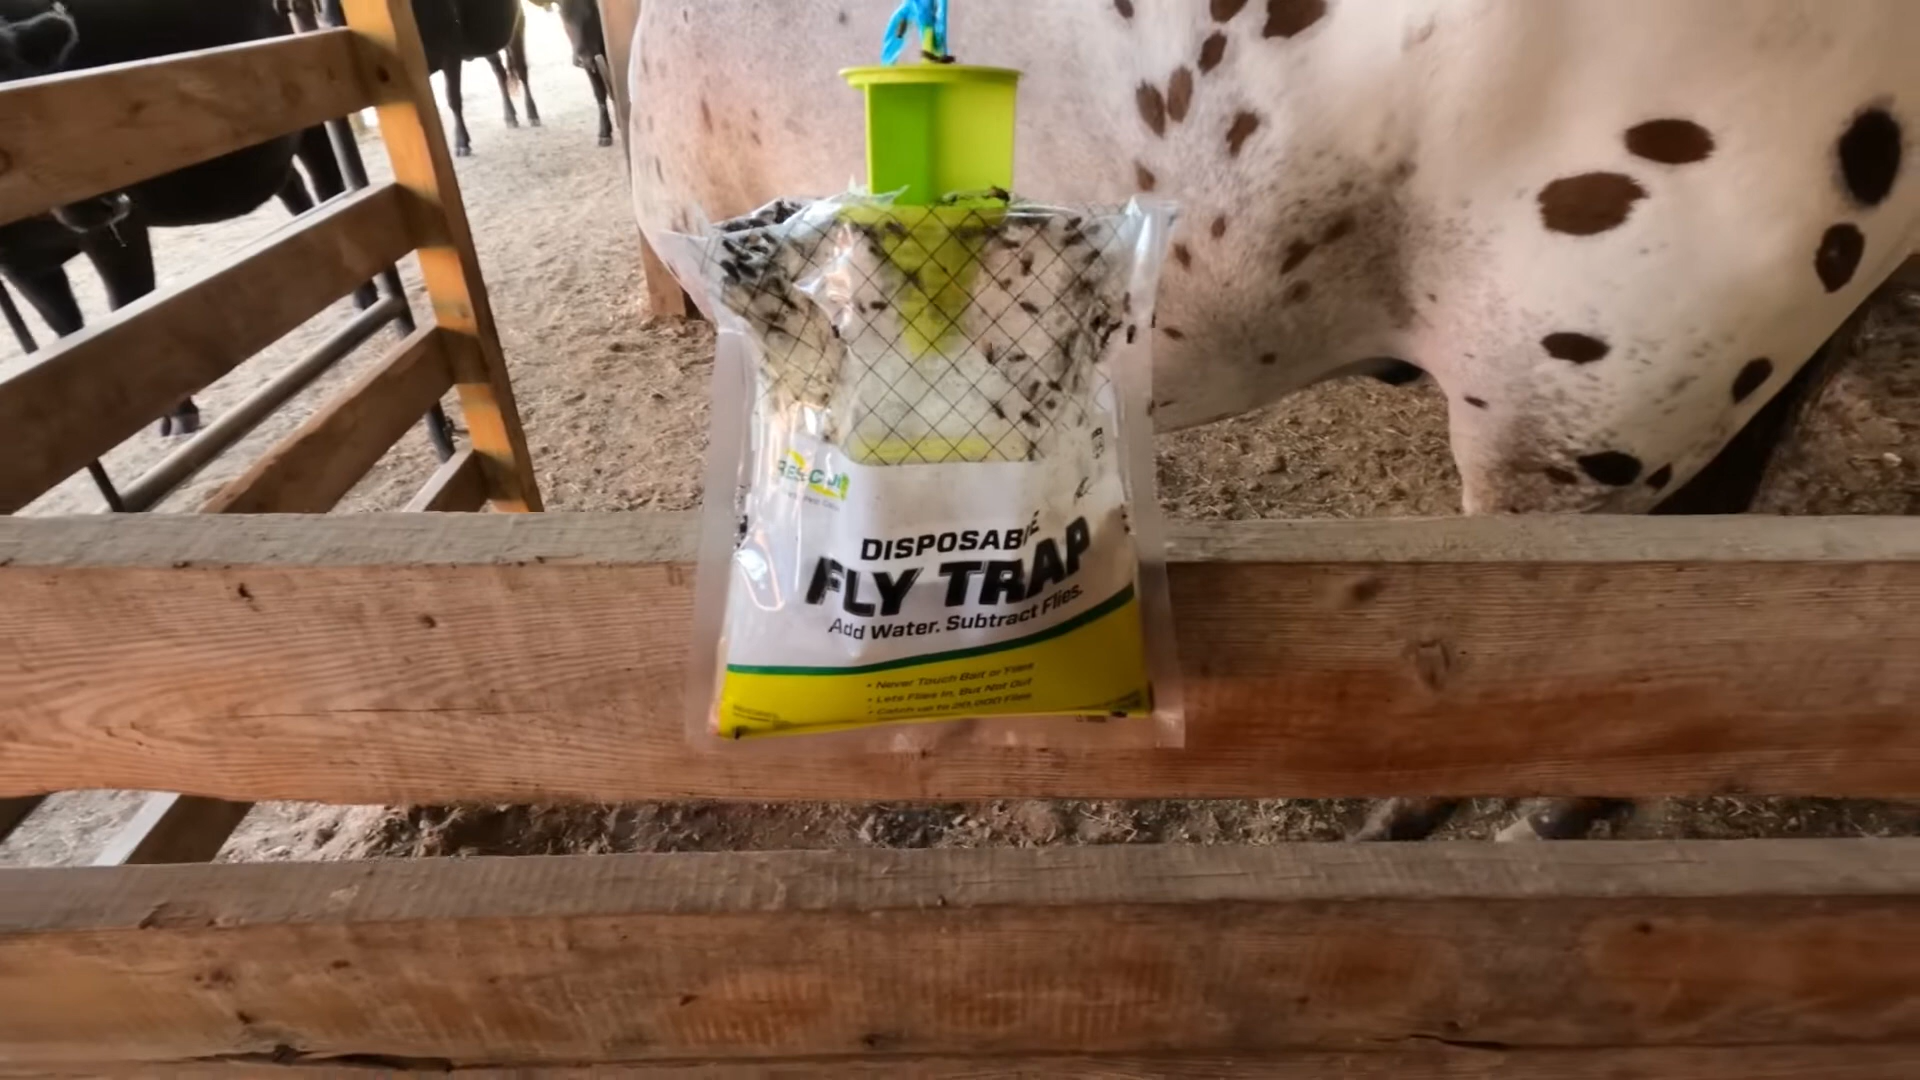 RESCUE!
DISPOSABLE
FLY TRAP
Add Water. Subtract Flies.
• Never Touch Bait or Flies
• Lets Flies In, But Not Out
• Catch up to 20,000 Flies